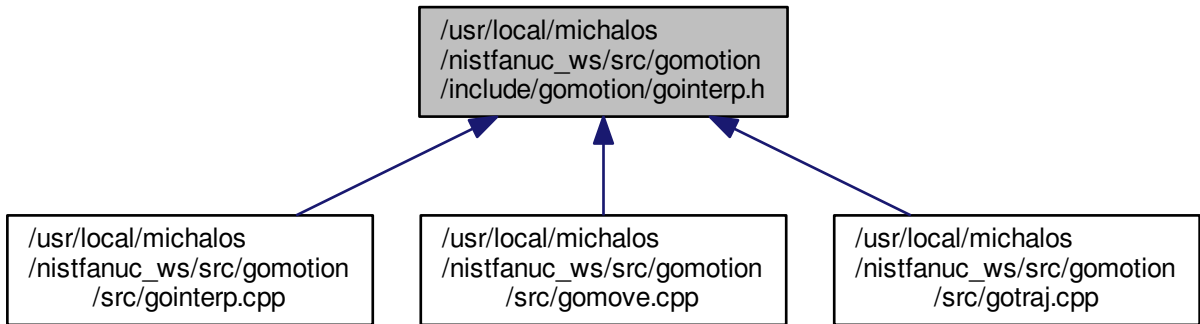 /usr/local/michalos
/nistfanuc_ws/src/gomotion
/include/gomotion/gointerp.h
/usr/local/michalos
/nistfanuc_ws/src/gomotion
/src/gointerp.cpp
/usr/local/michalos
/nistfanuc_ws/src/gomotion
/src/gomove.cpp
/usr/local/michalos
/nistfanuc_ws/src/gomotion
/src/gotraj.cpp